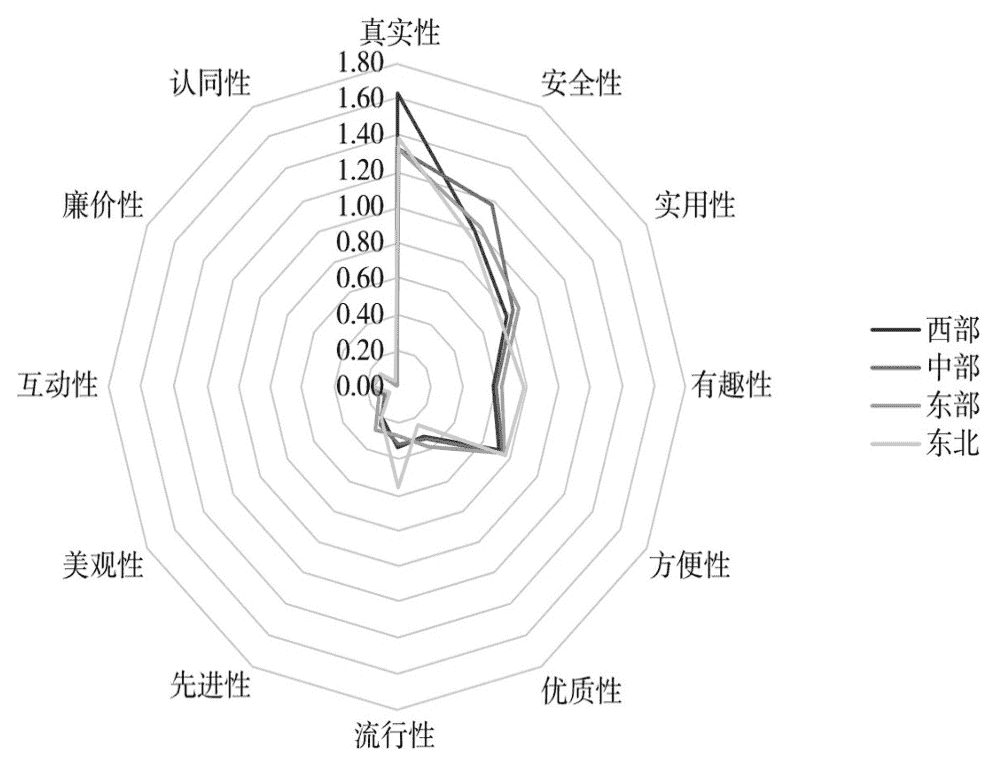 真实性
安全性
实用性
有趣性
方便性
优质性
流行性
先进性
美观性
互动性
廉价性
认同性
1.80
1.60
1.40
1.20
1.00
0.80
0.60
0.40
0.20
0.00
西部
中部
东部
东北